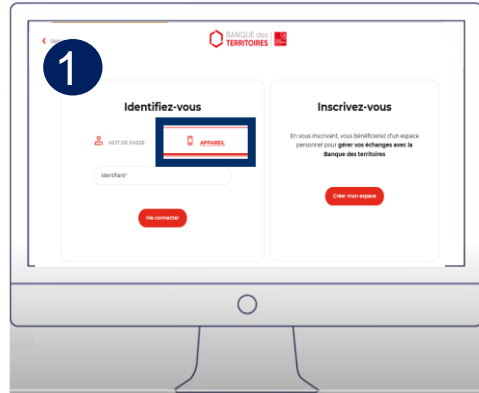 1
BANQUE des
TERRITOIRES
Identifiez-vous
MOT DE PASSE
APPAREIL
Identifiant*
Me connecter
Inscrivez-vous
En vous inscrivant, vous bénéficierez d'un espace
personnel pour gérer vos échanges avec la
Banque des territoires
Créer mon espace